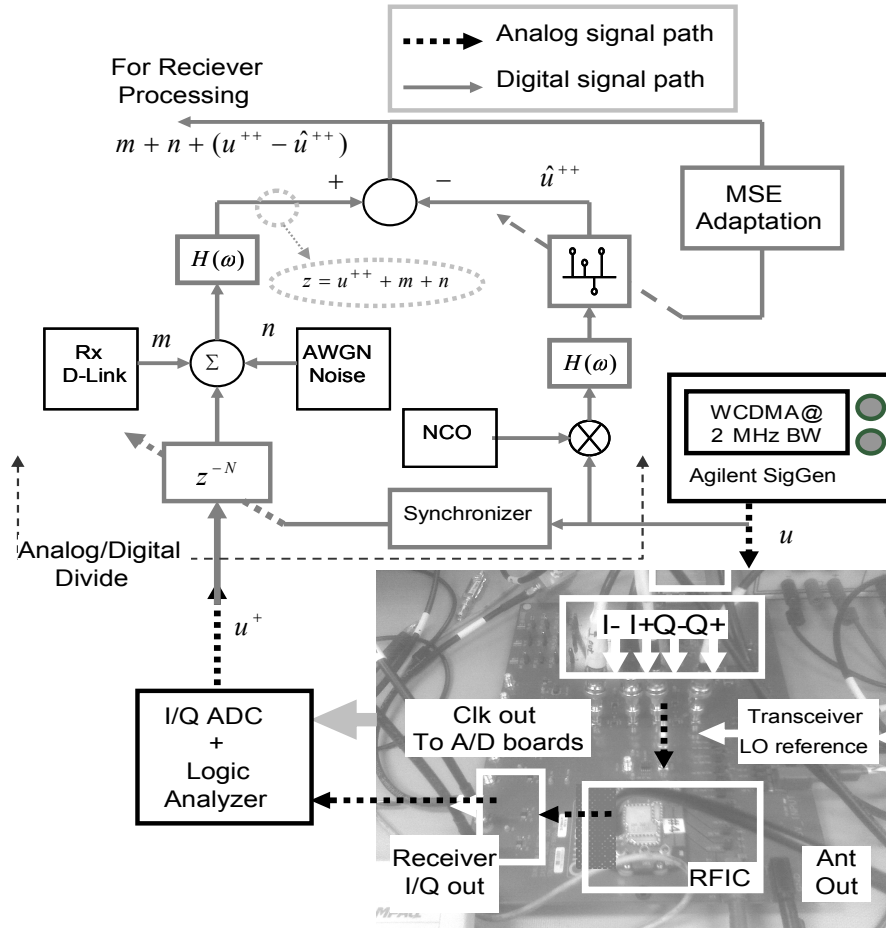 Analog signal path
Digital signal path
For Reciever
Processing
m + n + (u^{++} − û^{++})
+
−
û^{++}
MSE
Adaptation
H(ω)
z = u^{++} + m + n
m
n
Rx
D-Link
Σ
AWGN
Noise
H(ω)
NCO
WCDMA@
2 MHz BW
Agilent SigGen
z^{-N}
Synchronizer
u
Analog/Digital
Divide
u^{+}
I- I+Q-Q+
I/Q ADC
+
Logic
Analyzer
Clk out
To A/D boards
Transceiver
LO reference
Receiver
I/Q out
RFIC
Ant
Out
#4